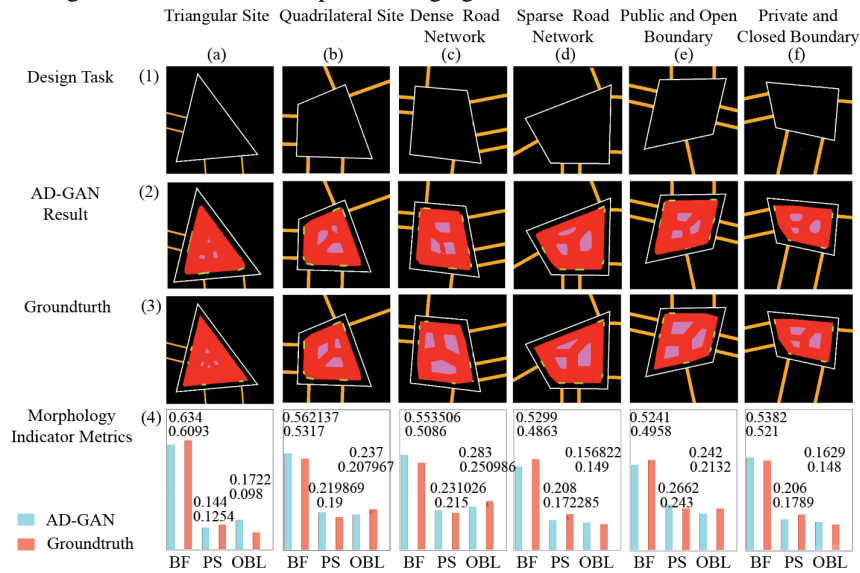 Triangular Site Quadrilateral Site Dense Road Sparse Road Public and Open Private and
Network Network Boundary Closed Boundary
(a) (b) (c) (d) (e) (f)
Design Task (1)
AD-GAN (2)
Result
Groundturth (3)
Morphology (4)
Indicator Metrics
0.634 0.562137 0.553506 0.5299 0.5241 0.5382
0.6093 0.5317 0.5086 0.4863 0.4958 0.521
0.1722 0.237 0.283 0.156822 0.242 0.1629
0.098 0.207967 0.250986 0.149 0.2132 0.148
0.144 0.219869 0.231026 0.208 0.2662 0.206
0.1254 0.19 0.215 0.172285 0.243 0.1789
AD-GAN
Groundtruth
BF PS OBL BF PS OBL BF PS OBL BF PS OBL BF PS OBL BF PS OBL